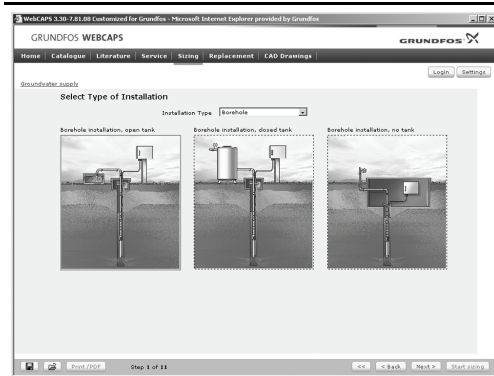 WebCAPS 3.30-7.81.08 Customized for Grundfos - Microsoft Internet Explorer provided by Grundfos
GRUNDFOS WEBCAPS
GRUNDFOS
Home Catalogue Literature Service Sizing Replacement CAD Drawings
Login Settings
Groundwater supply
Select Type of Installation
Installation Type Borehole
Borehole installation, open tank Borehole installation, closed tank Borehole installation, no tank
Print/PDF Step 1 of 11 << < Back Next > Start sizing